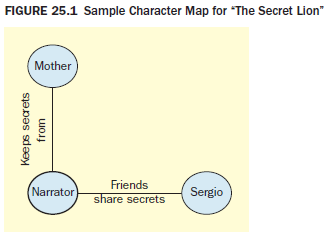 FIGURE 25.1 Sample Character Map for “The Secret Lion”
Mother
Keeps secrets
from
Narrator
Friends
share secrets
Sergio